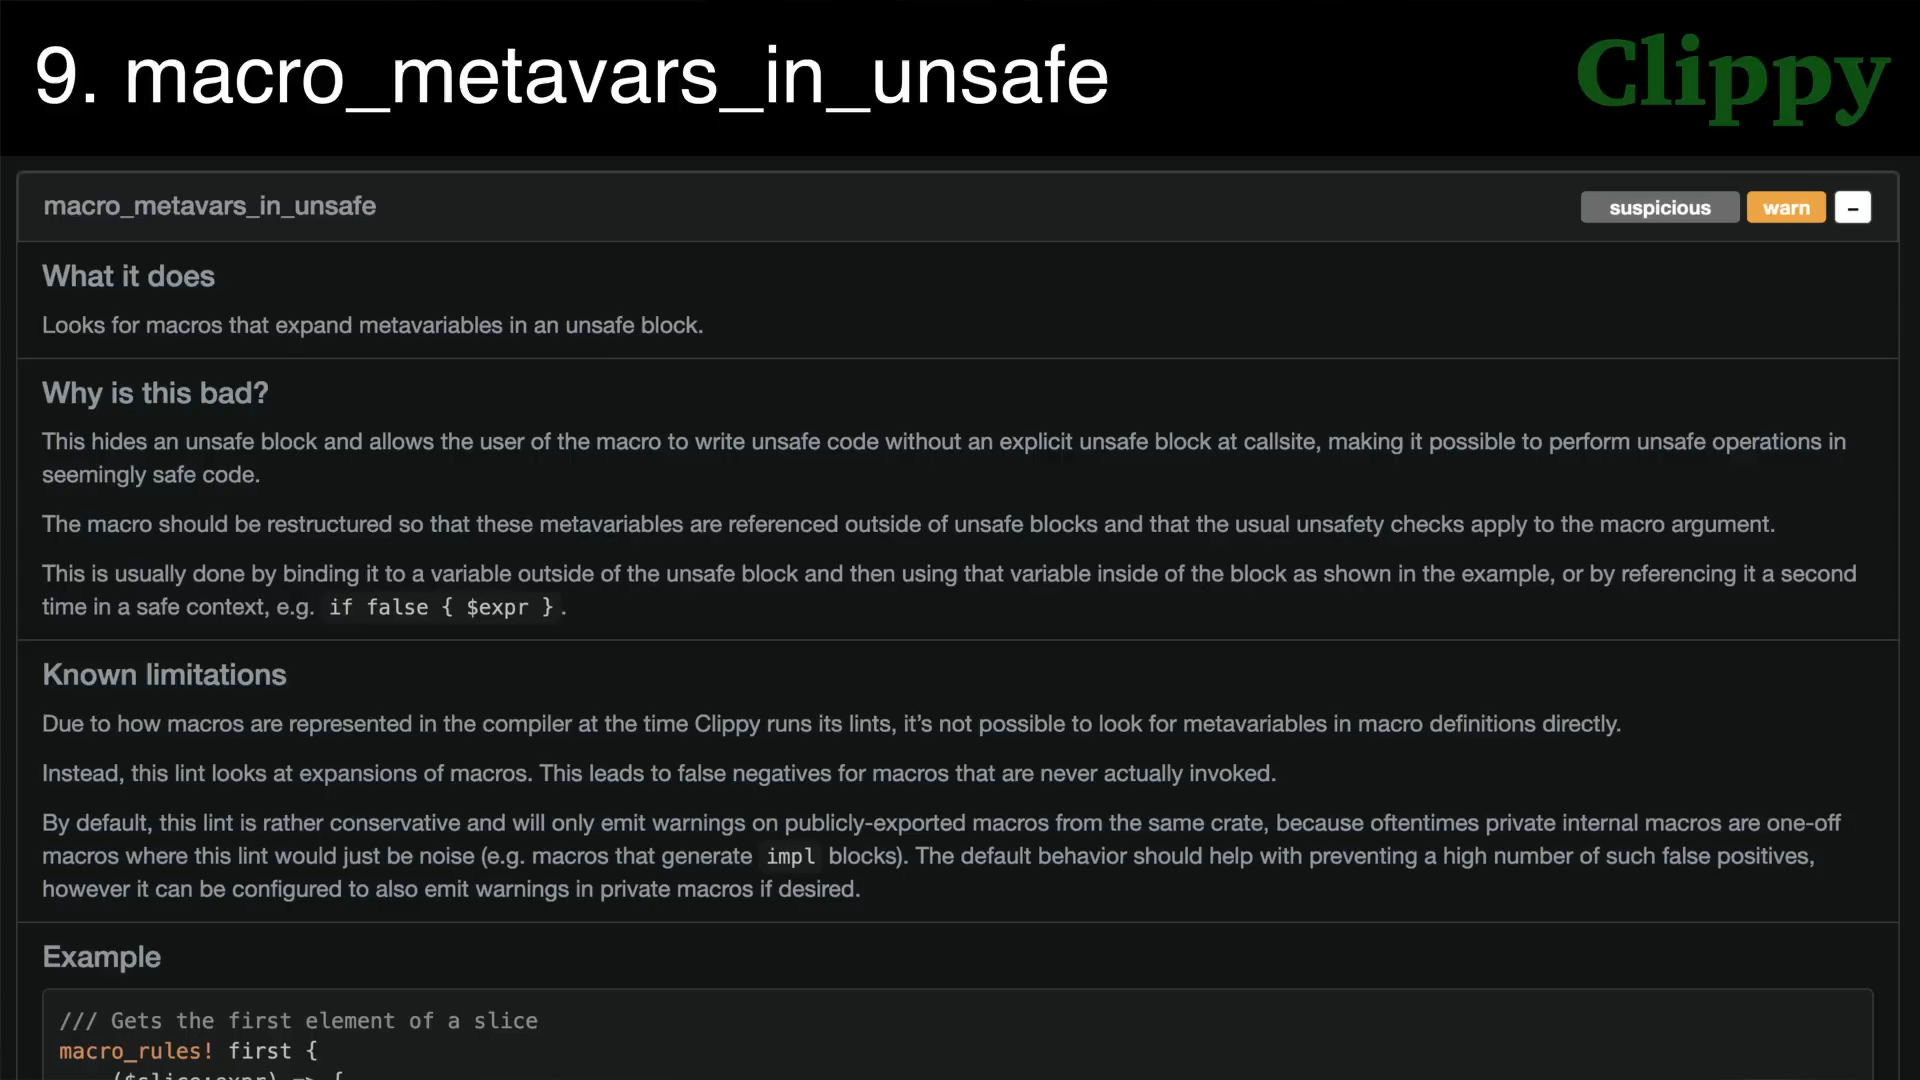 9. macro_metavars_in_unsafe
Clippy
macro_metavars_in_unsafe
suspicious
warn
–
What it does
Looks for macros that expand metavariables in an unsafe block.
Why is this bad?
This hides an unsafe block and allows the user of the macro to write unsafe code without an explicit unsafe block at callsite, making it possible to perform unsafe operations in
seemingly safe code.
The macro should be restructured so that these metavariables are referenced outside of unsafe blocks and that the usual unsafety checks apply to the macro argument.
This is usually done by binding it to a variable outside of the unsafe block and then using that variable inside of the block as shown in the example, or by referencing it a second
time in a safe context, e.g. if false { $expr }.
Known limitations
Due to how macros are represented in the compiler at the time Clippy runs its lints, it’s not possible to look for metavariables in macro definitions directly.
Instead, this lint looks at expansions of macros. This leads to false negatives for macros that are never actually invoked.
By default, this lint is rather conservative and will only emit warnings on publicly-exported macros from the same crate, because oftentimes private internal macros are one-off
macros where this lint would just be noise (e.g. macros that generate impl blocks). The default behavior should help with preventing a high number of such false positives,
however it can be configured to also emit warnings in private macros if desired.
Example
/// Gets the first element of a slice
macro_rules! first {
($slice:expr) => {